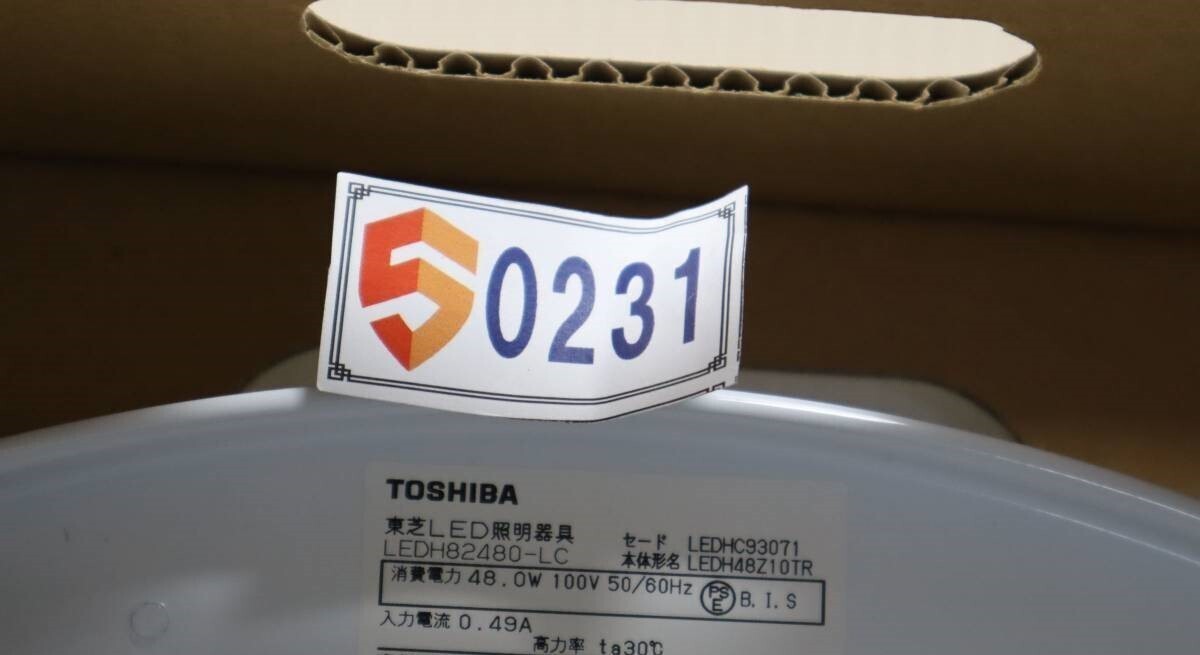 0231
TOSHIBA
東芝LED照明器具
LEDH82480-LC
セード LEDHC93071
本体形名 LEDH48Z10TR
消費電力 48.0W 100V 50/60Hz PSE B.I.S
入力電流 0.49A
高力率 ta30℃